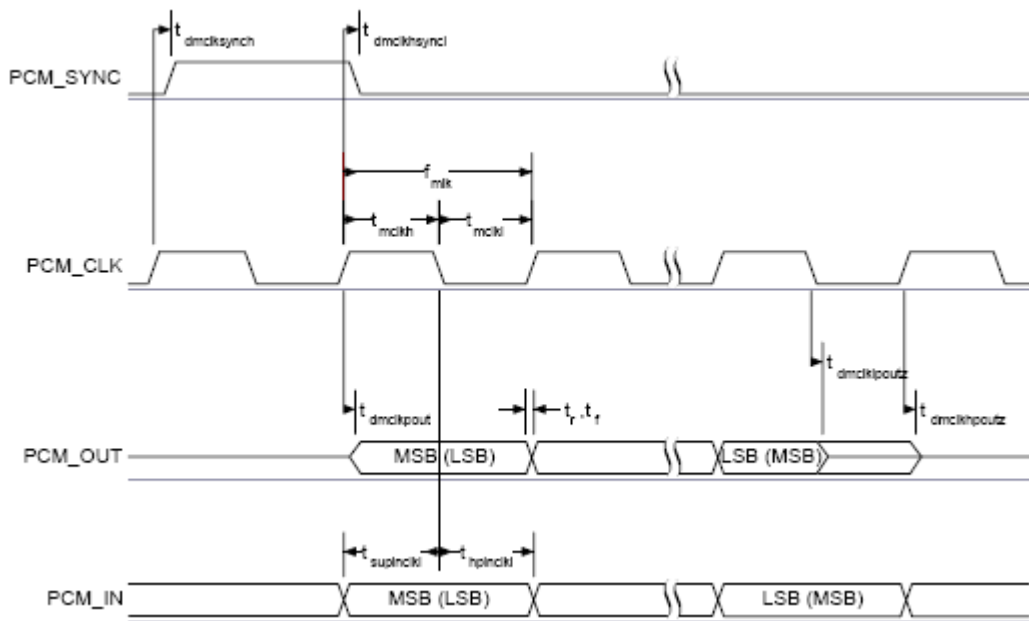 t dmclksynch
t dmclkhsyncl
PCM_SYNC
f mlk
t mclkh
t mclkl
PCM_CLK
t dmclklpoutz
t dmclkpout
t r ,t f
t dmclkhpoutz
PCM_OUT
MSB (LSB)
LSB (MSB)
t supinclkl
t hpinclkl
PCM_IN
MSB (LSB)
LSB (MSB)